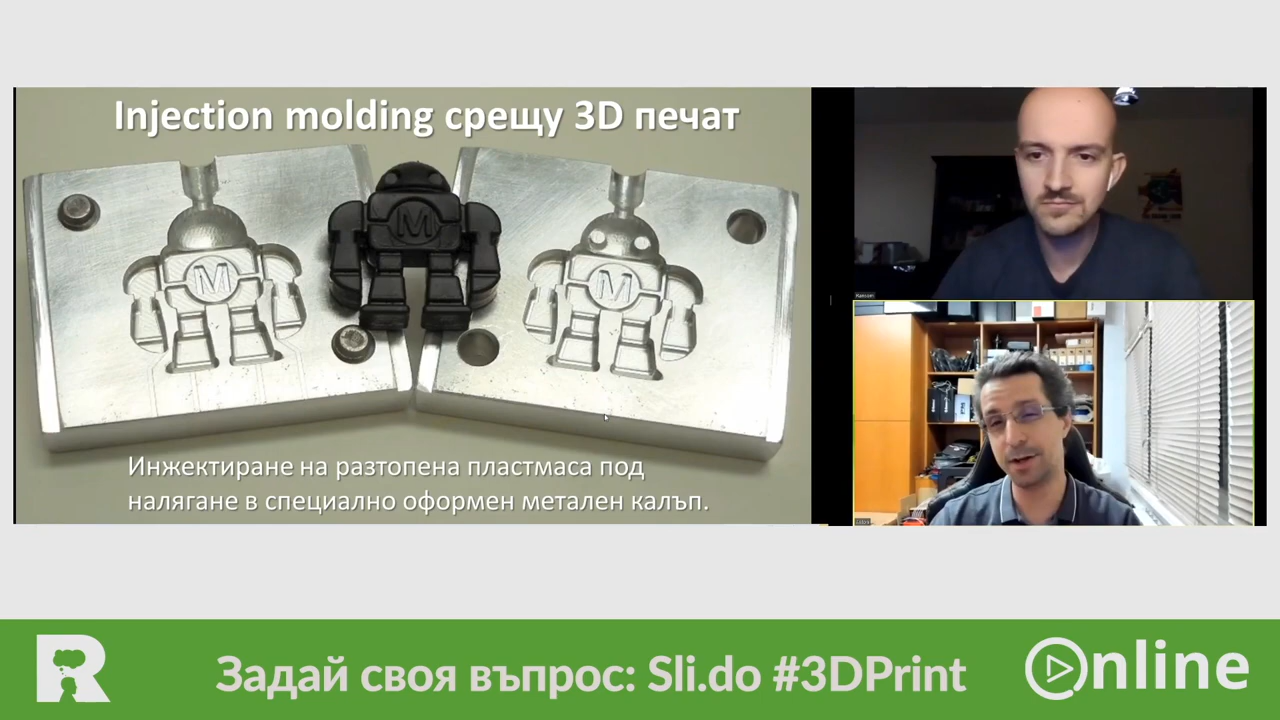 Injection molding срещу 3D печат
M
M
M
Инжектиране на разтопена пластмаса под
налягане в специално оформен метален калъп.
R
Задай своя въпрос: Sli.do #3DPrint
Online